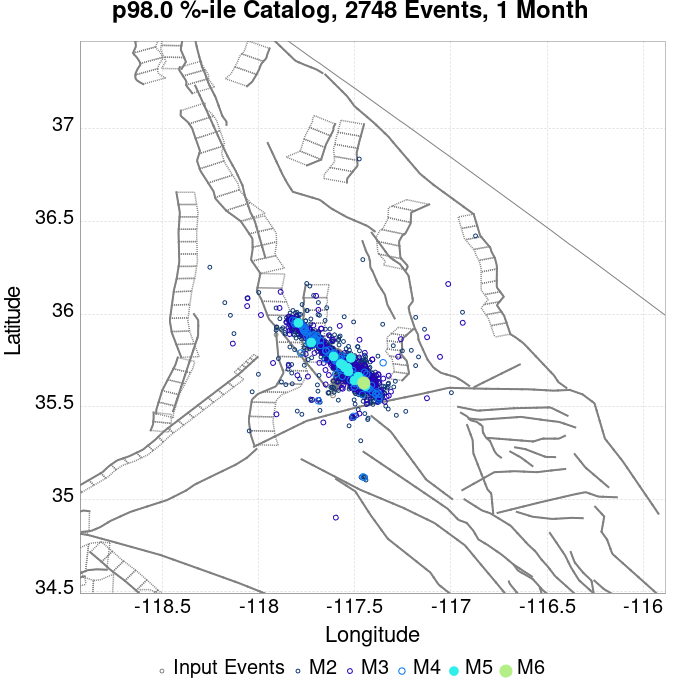 p98.0 %-ile Catalog, 2748 Events, 1 Month
37
36.5
36
35.5
35
34.5
Latitude
-118.5
-118
-117.5
-117
-116.5
-116
Longitude
Input Events
M2
M3
M4
M5
M6